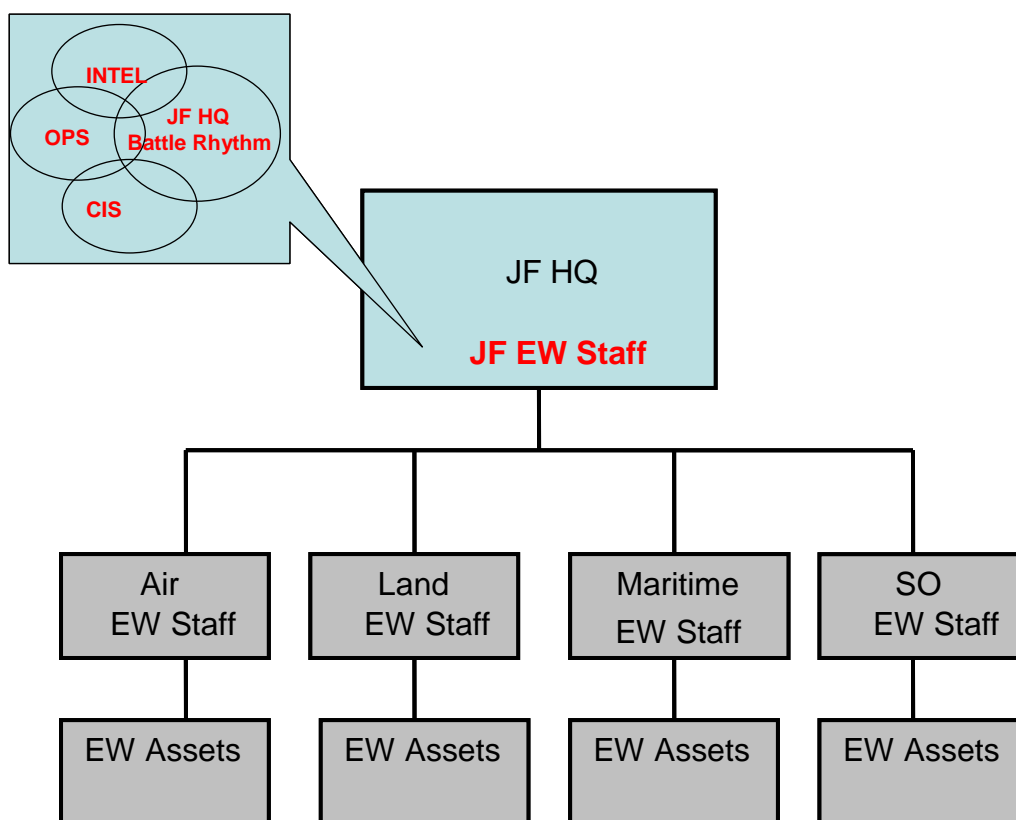 INTEL
JF HQ
Battle Rhythm
OPS
CIS
JF HQ
JF EW Staff
Air
EW Staff
Land
EW Staff
Maritime
EW Staff
SO
EW Staff
EW Assets
EW Assets
EW Assets
EW Assets